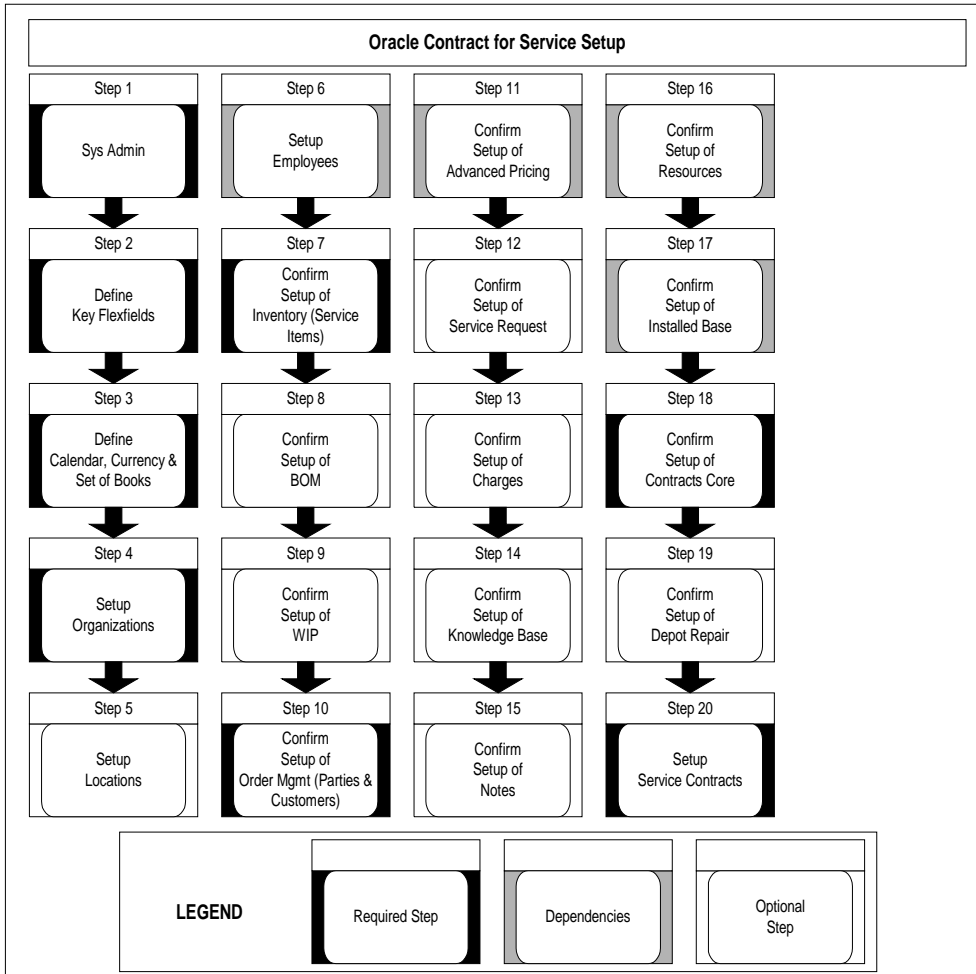 Oracle Contract for Service Setup
Step 1
Sys Admin
Step 2
Define
Key Flexfields
Step 3
Define
Calendar, Currency &
Set of Books
Step 4
Setup
Organizations
Step 5
Setup
Locations
Step 6
Setup
Employees
Step 7
Confirm
Setup of
Inventory (Service
Items)
Step 8
Confirm
Setup of
BOM
Step 9
Confirm
Setup of
WIP
Step 10
Confirm
Setup of
Order Mgmt (Parties &
Customers)
Step 11
Confirm
Setup of
Advanced Pricing
Step 12
Confirm
Setup of
Service Request
Step 13
Confirm
Setup of
Charges
Step 14
Confirm
Setup of
Knowledge Base
Step 15
Confirm
Setup of
Notes
Step 16
Confirm
Setup of
Resources
Step 17
Confirm
Setup of
Installed Base
Step 18
Confirm
Setup of
Contracts Core
Step 19
Confirm
Setup of
Depot Repair
Step 20
Setup
Service Contracts
LEGEND
Required Step
Dependencies
Optional
Step